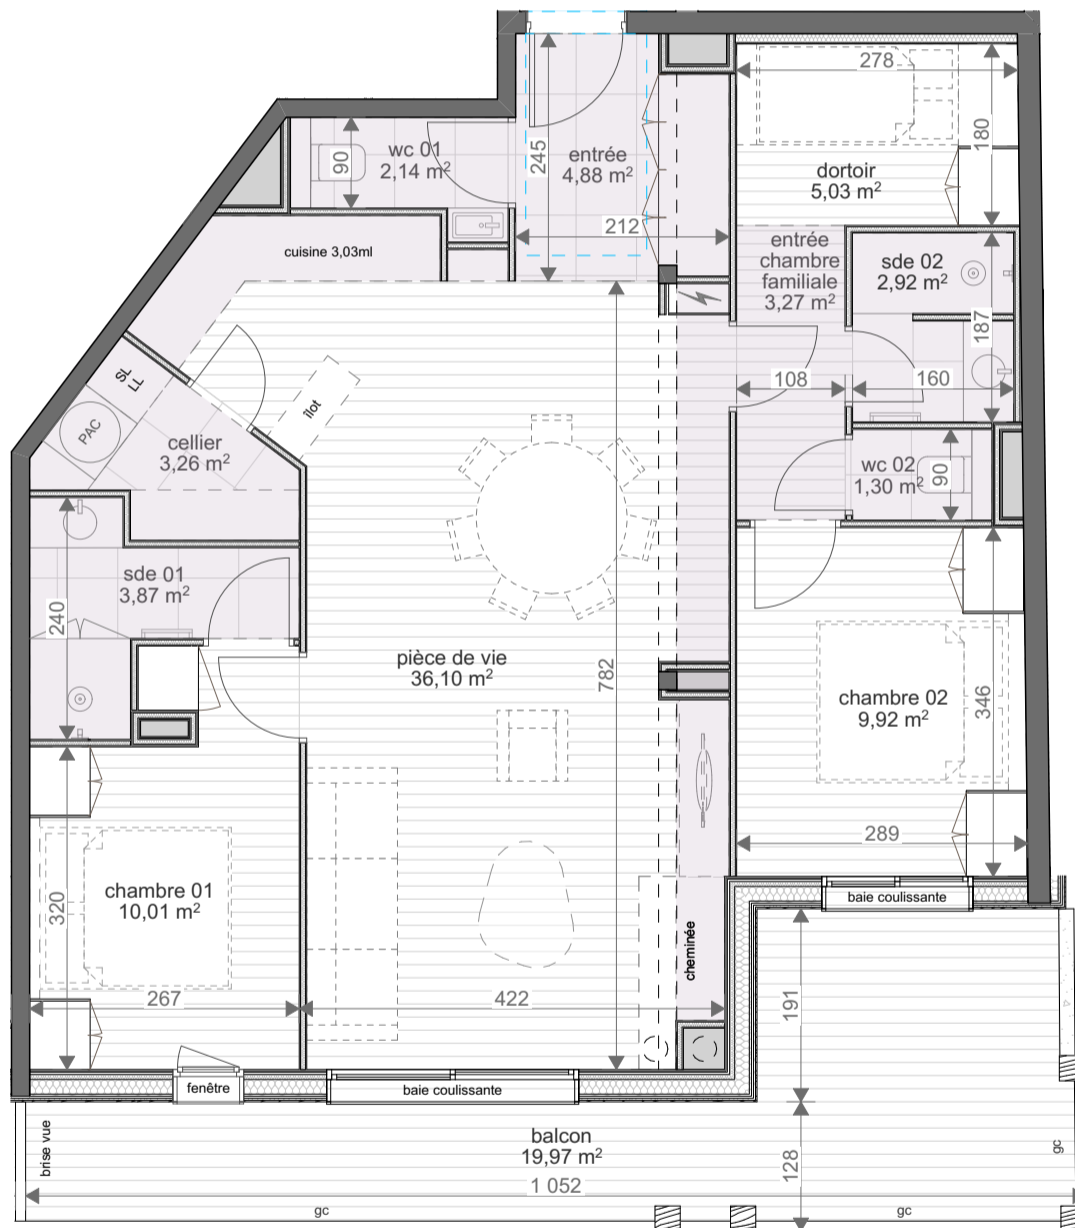 278
wc 01
2,14 m²
90
245
entrée
4,88 m²
180
dortoir
5,03 m²
212
cuisine 3,03ml
entrée
chambre
familiale
3,27 m²
sde 02
2,92 m²
187
SL
LL
108
160
îlot
PAC
cellier
3,26 m²
wc 02
1,30 m²
90
sde 01
3,87 m²
240
pièce de vie
36,10 m²
782
chambre 02
9,92 m²
346
289
chambre 01
10,01 m²
320
baie coulissante
cheminée
267
422
191
fenêtre
baie coulissante
brise vue
balcon
19,97 m²
128
gc
1 052
gc
gc